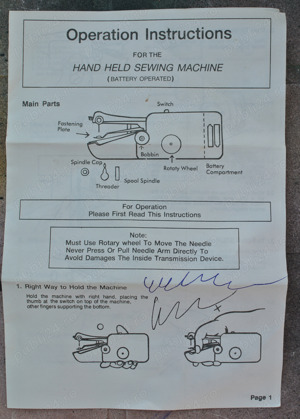 Operation Instructions
FOR THE
HAND HELD SEWING MACHINE
(BATTERY OPERATED)
Main Parts
Switch
Fastening
Plate
Bobbin
Spindle Cap
Rotaty Wheel
Battery
Compartment
Spool Spindle
Threader
For Operation
Please First Read This Instructions
Note:
Must Use Rotary wheel To Move The Needle
Never Press Or Pull Needle Arm Directly To
Avoid Damages The Inside Transmission Device.
1. Right Way to Hold the Machine
Hold the machine with right hand, placing the
thumb at the switch on top of the machine,
other fingers supporting the bottom.
x
Page 1